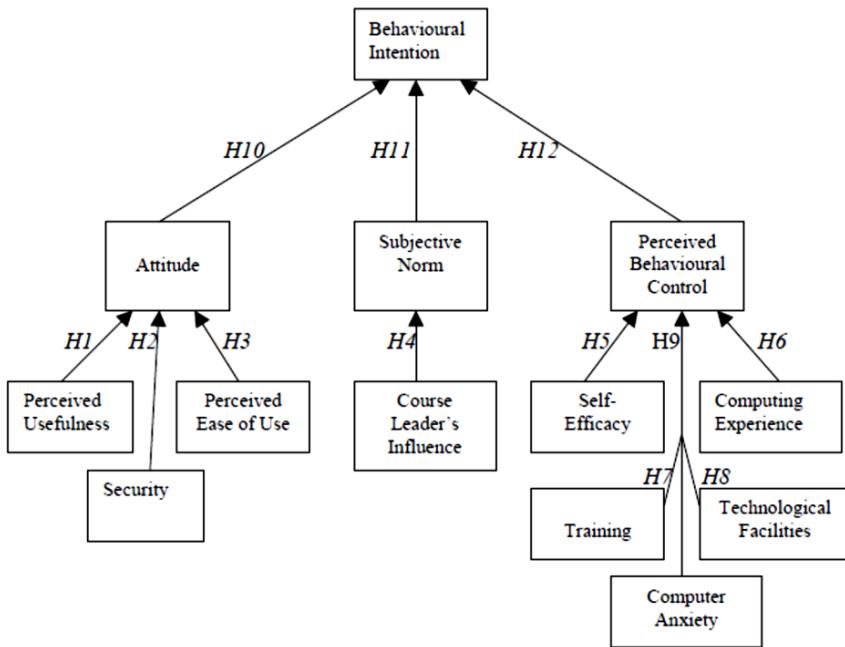 Behavioural
Intention
H10
H11
H12
Attitude
Subjective
Norm
Perceived
Behavioural
Control
H1
H2
H3
H4
H5
H9
H6
Perceived
Usefulness
Perceived
Ease of Use
Course
Leader's
Influence
Self-
Efficacy
Computing
Experience
Security
H7
H8
Training
Technological
Facilities
Computer
Anxiety